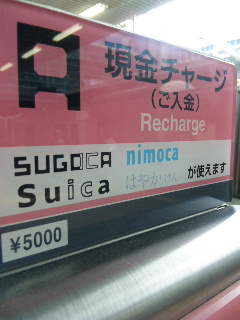 現金チャージ
(ご入金)
Recharge
SUGOCA nimoca
Suica はやかけん が使えます
¥5000